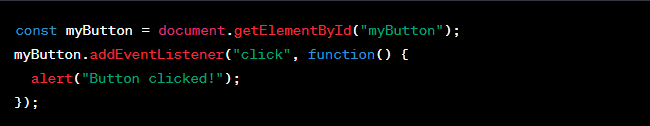 const myButton = document.getElementById("myButton");
myButton.addEventListener("click", function() {
  alert("Button clicked!");
});